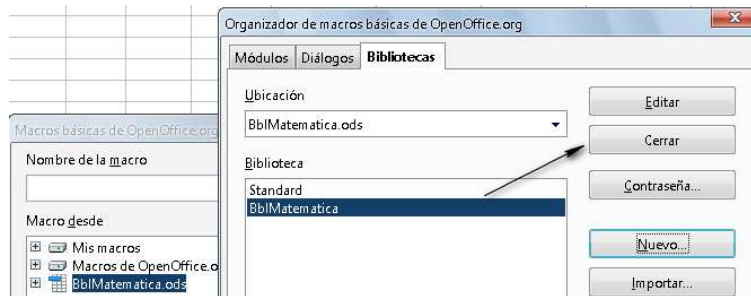 Organizador de macros básicas de OpenOffice.org
Módulos Diálogos Bibliotecas
Ubicación
BblMatematica.ods
Biblioteca
Standard
BblMatematica
Editar
Cerrar
Contraseña...
Nuevo...
Importar...
Macros básicas de OpenOffice.org
Nombre de la macro
Macro desde
Mis macros
Macros de OpenOffice.o
BblMatematica.ods